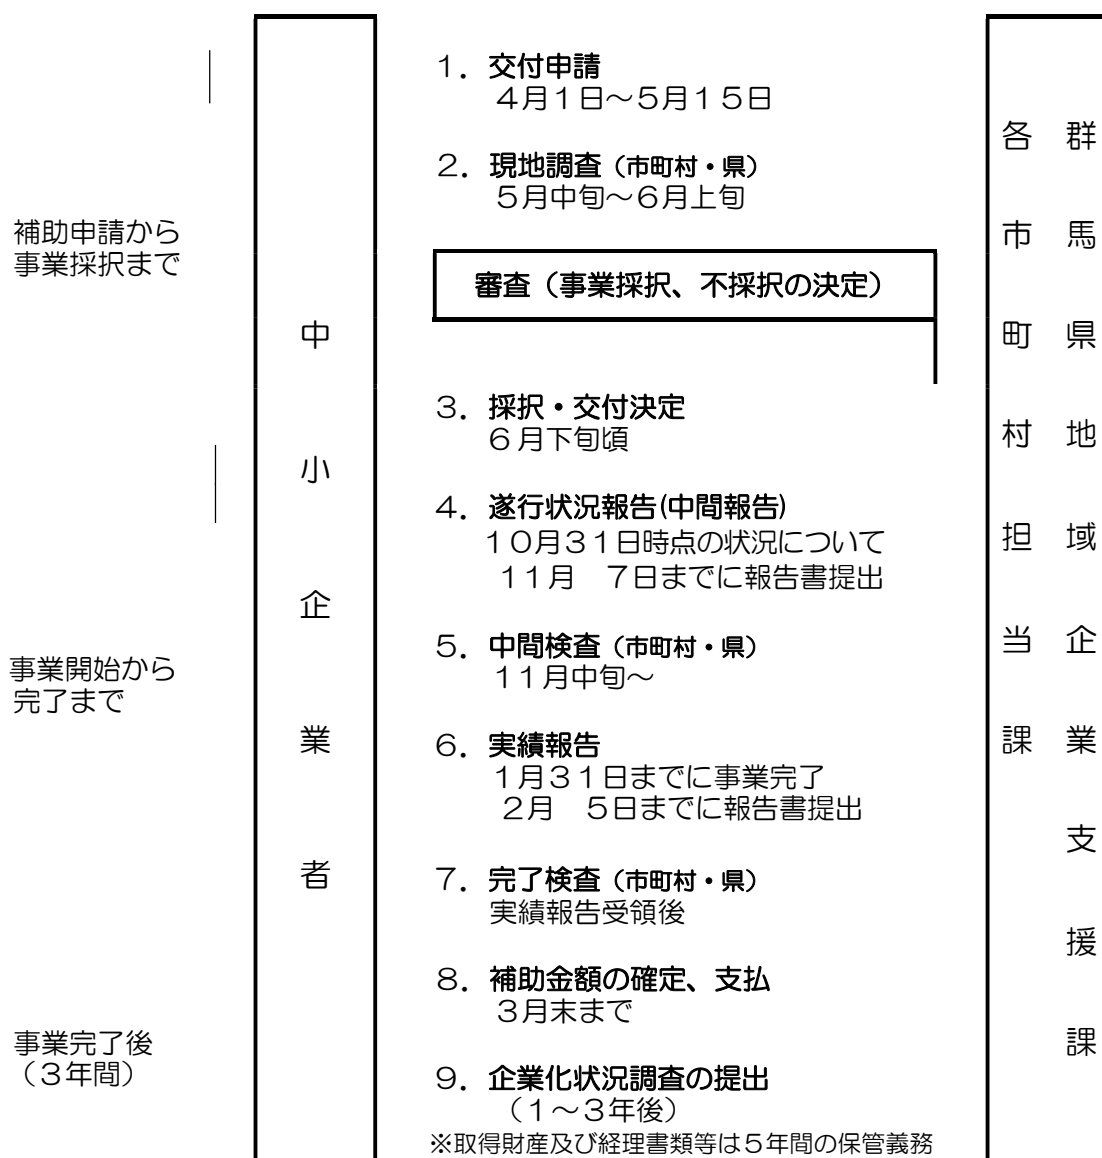 補助申請から
事業採択まで
事業開始から
完了まで
事業完了後
（３年間）
中小企業者
１．交付申請
４月１日～５月１５日
２．現地調査（市町村・県）
５月中旬～６月上旬
審査（事業採択、不採択の決定）
３．採択・交付決定
６月下旬頃
４．遂行状況報告(中間報告)
１０月３１日時点の状況について
１１月　７日までに報告書提出
５．中間検査（市町村・県）
１１月中旬～
６．実績報告
１月３１日までに事業完了
２月　５日までに報告書提出
７．完了検査（市町村・県）
実績報告受領後
８．補助金額の確定、支払
３月末まで
９．企業化状況調査の提出
（１～３年後）
※取得財産及び経理書類等は５年間の保管義務
群馬県地域企業支援課
各市町村担当課